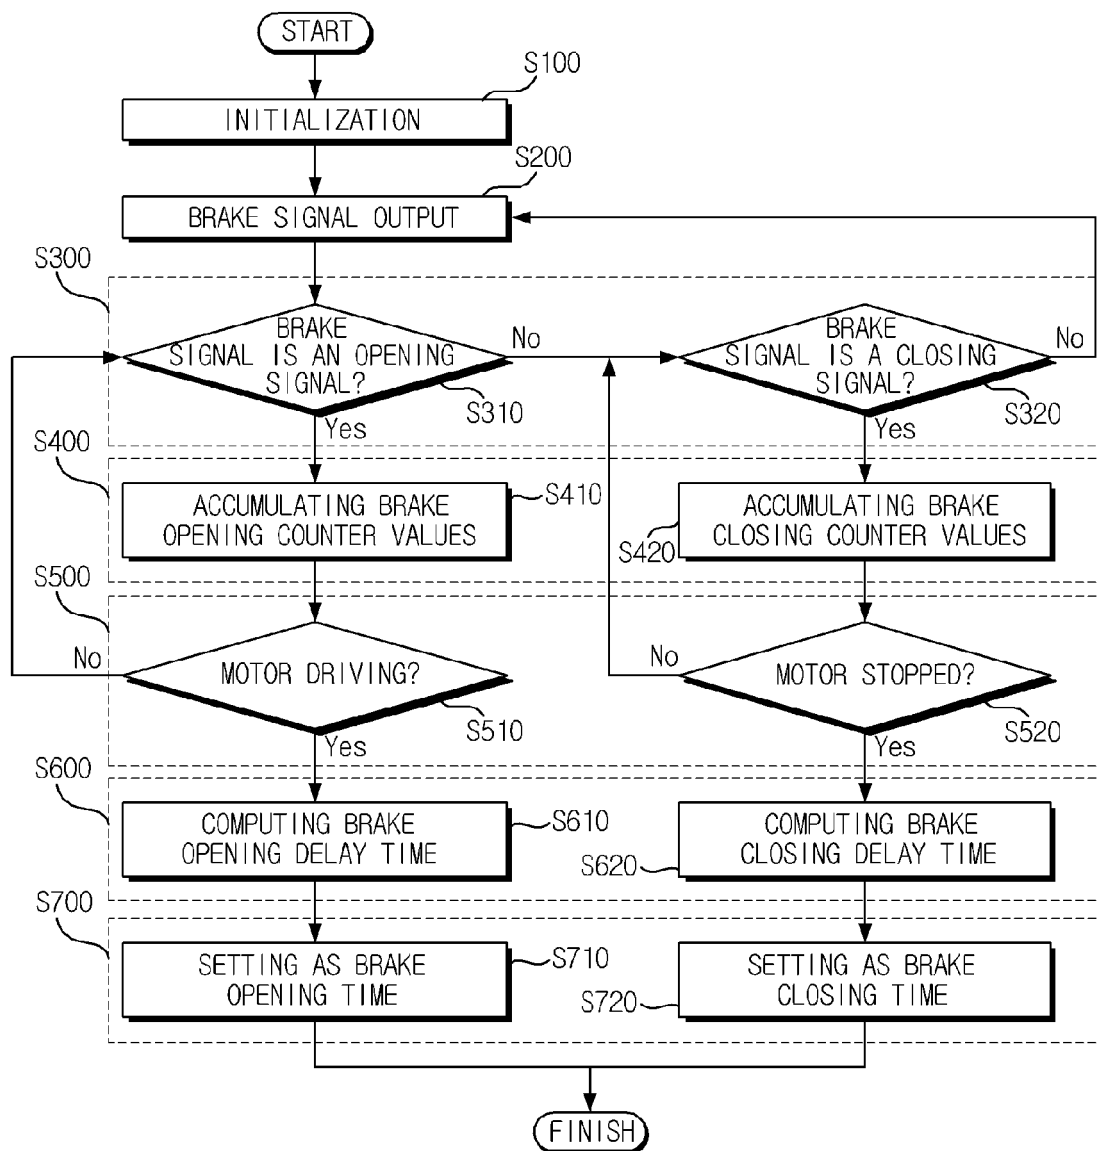 START
S100
INITIALIZATION
S200
BRAKE SIGNAL OUTPUT
S300
BRAKE
SIGNAL IS AN OPENING
SIGNAL?
No
S310
Yes
BRAKE
SIGNAL IS A CLOSING
SIGNAL?
No
S320
Yes
S400
ACCUMULATING BRAKE
OPENING COUNTER VALUES
S410
ACCUMULATING BRAKE
CLOSING COUNTER VALUES
S420
S500
No
MOTOR DRIVING?
S510
Yes
No
MOTOR STOPPED?
S520
Yes
S600
COMPUTING BRAKE
OPENING DELAY TIME
S610
COMPUTING BRAKE
CLOSING DELAY TIME
S620
S700
SETTING AS BRAKE
OPENING TIME
S710
SETTING AS BRAKE
CLOSING TIME
S720
FINISH